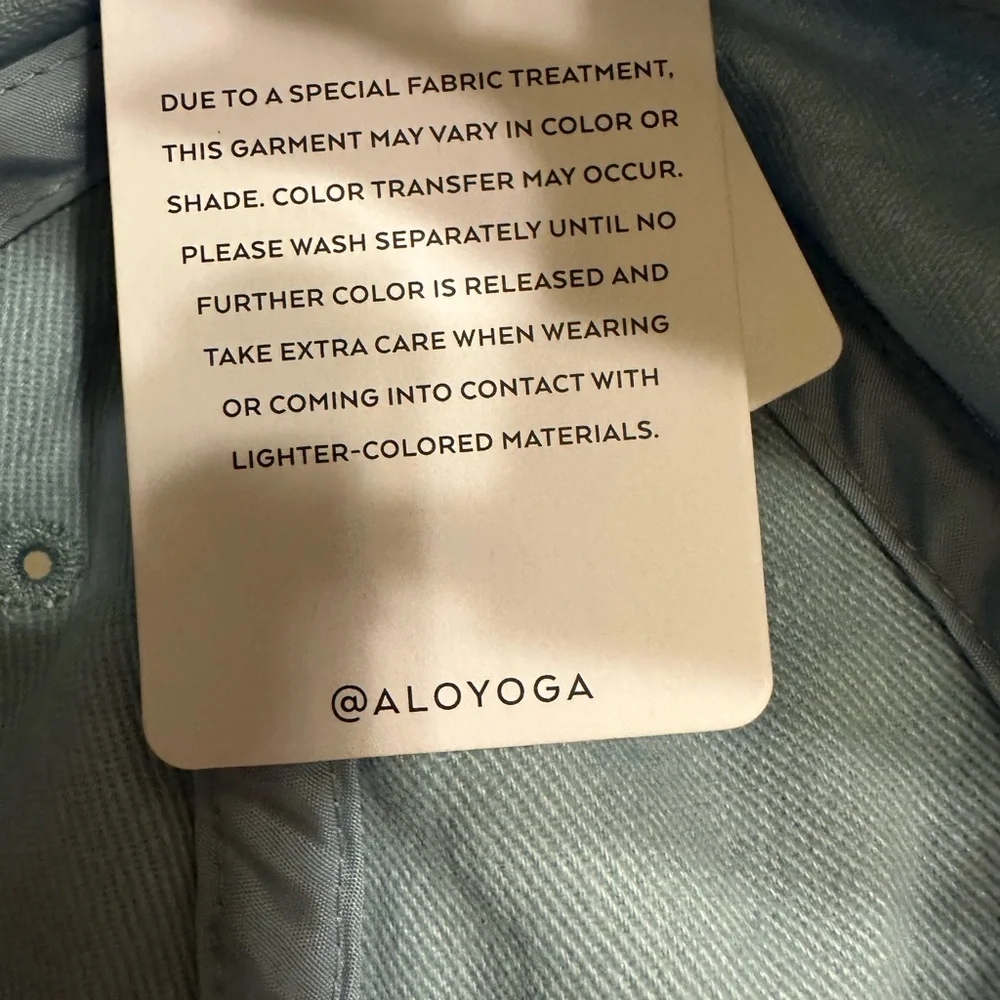 DUE TO A SPECIAL FABRIC TREATMENT,
THIS GARMENT MAY VARY IN COLOR OR
SHADE. COLOR TRANSFER MAY OCCUR.
PLEASE WASH SEPARATELY UNTIL NO
FURTHER COLOR IS RELEASED AND
TAKE EXTRA CARE WHEN WEARING
OR COMING INTO CONTACT WITH
LIGHTER-COLORED MATERIALS.
@ALOYOGA